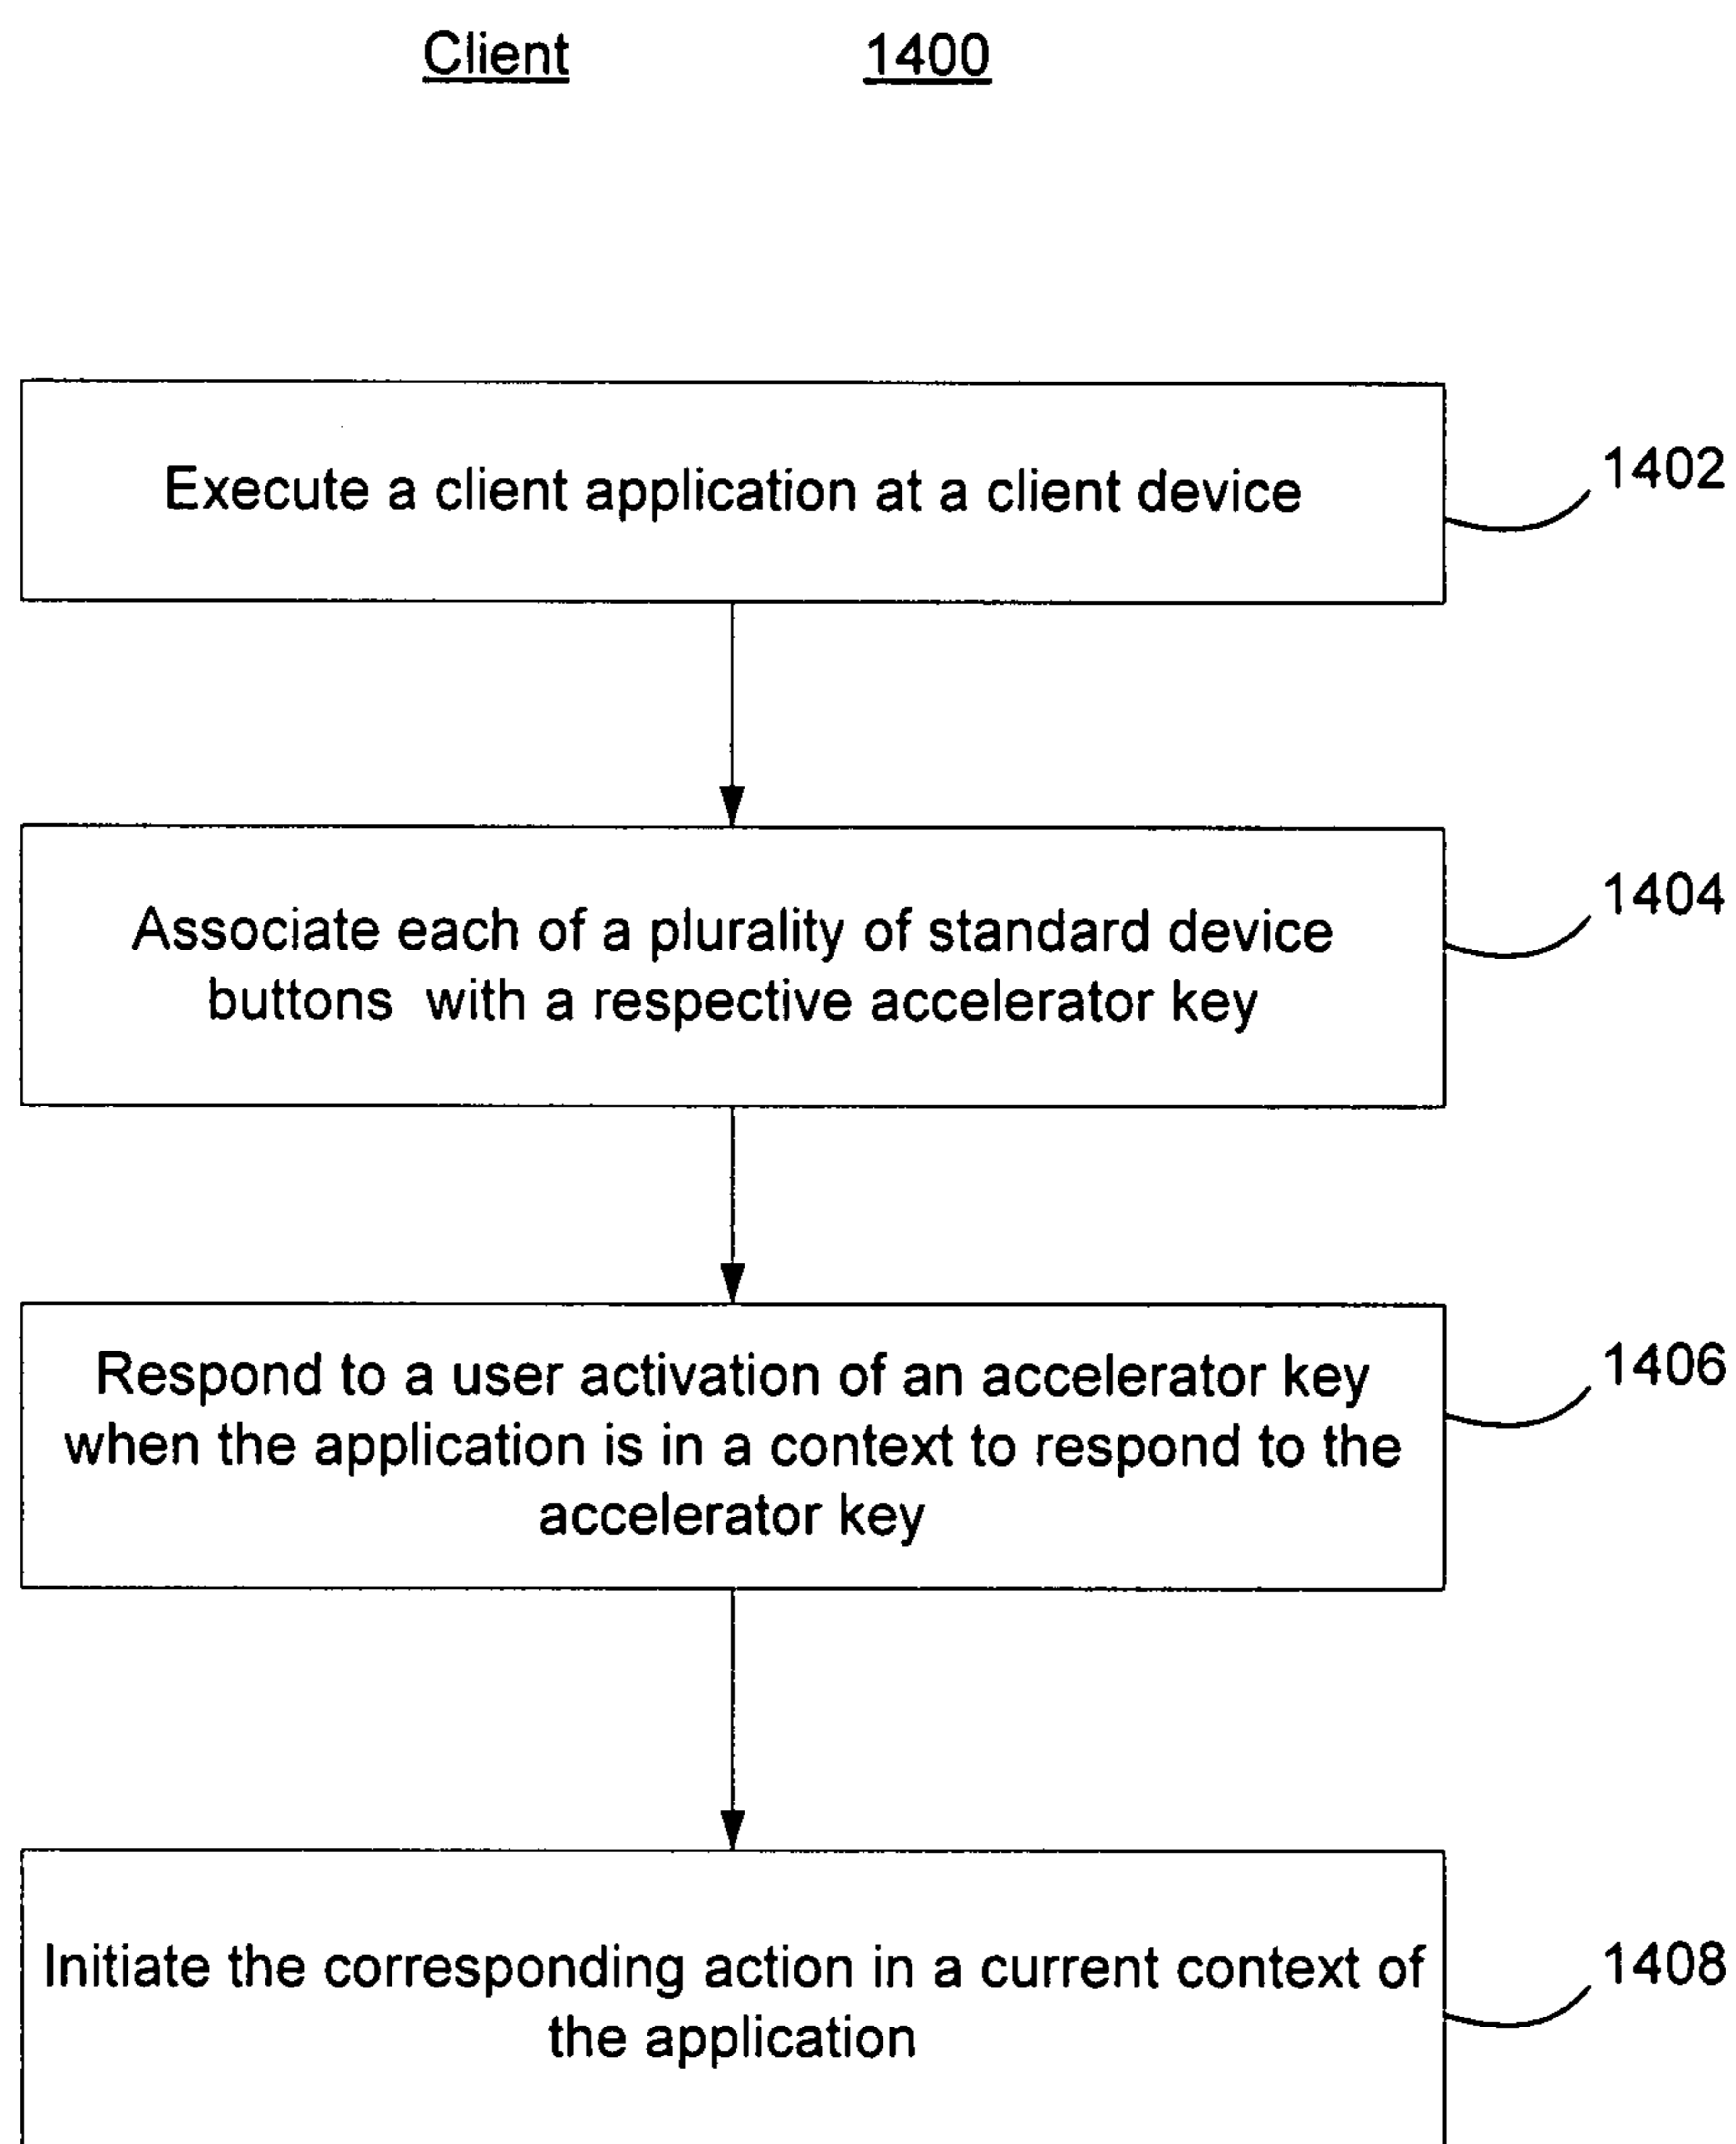 Client 1400
Execute a client application at a client device
1402
Associate each of a plurality of standard device
buttons with a respective accelerator key
1404
Respond to a user activation of an accelerator key
when the application is in a context to respond to the
accelerator key
1406
Initiate the corresponding action in a current context of
the application
1408